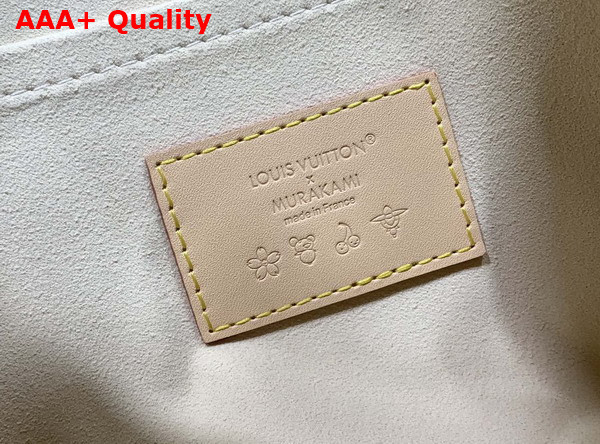 AAA+ Quality
LOUIS VUITTON®
x
MURAKAMI
made in France